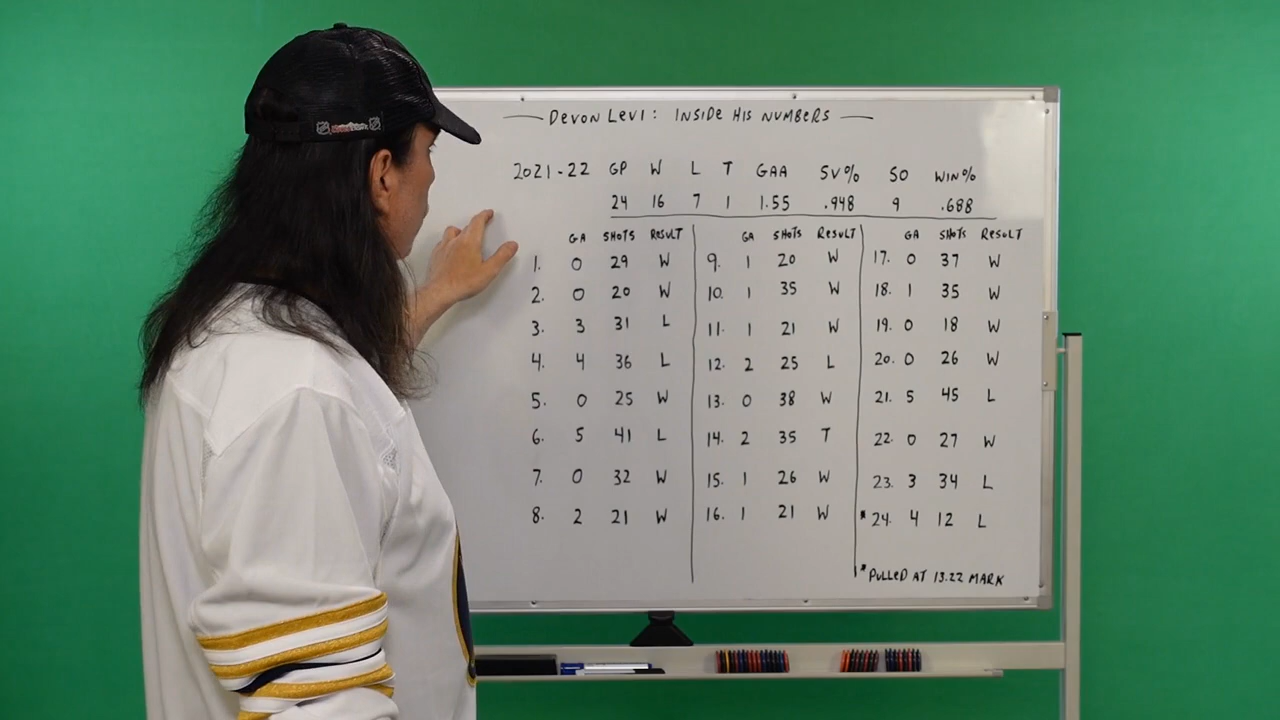 DEVON LEVI: INSIDE HIS NUMBERS
2021-22 GP W L T GAA SV% SO WIN%
24 16 7 1 1.55 .948 9 .688
GA SHOTS RESULT GA SHOTS RESULT GA SHOTS RESULT
1. 0 29 W 9. 1 20 W 17. 0 37 W
2. 0 20 W 10. 1 35 W 18. 1 35 W
3. 3 31 L 11. 1 21 W 19. 0 18 W
4. 4 36 L 12. 2 25 L 20. 0 26 W
5. 0 25 W 13. 0 38 W 21. 5 45 L
6. 5 41 L 14. 2 35 T 22. 0 27 W
7. 0 32 W 15. 1 26 W 23. 3 34 L
8. 2 21 W 16. 1 21 W *24. 4 12 L
*PULLED AT 13.22 MARK